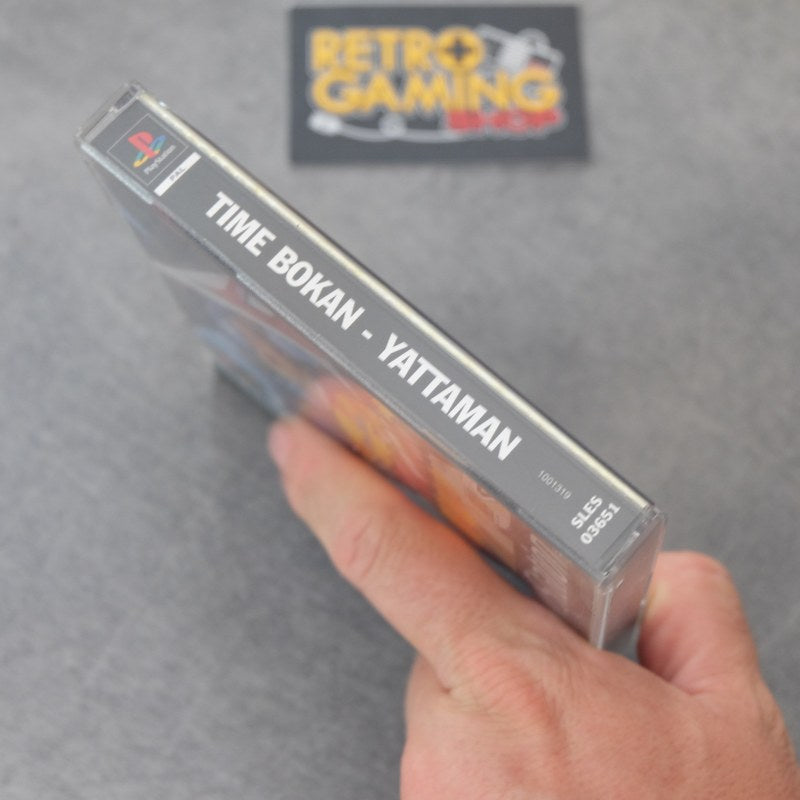 RETRO
GAMING
SHOP
PlayStation
PAL
TIME BOKAN - YATTAMAN
1001319
SLES
03651